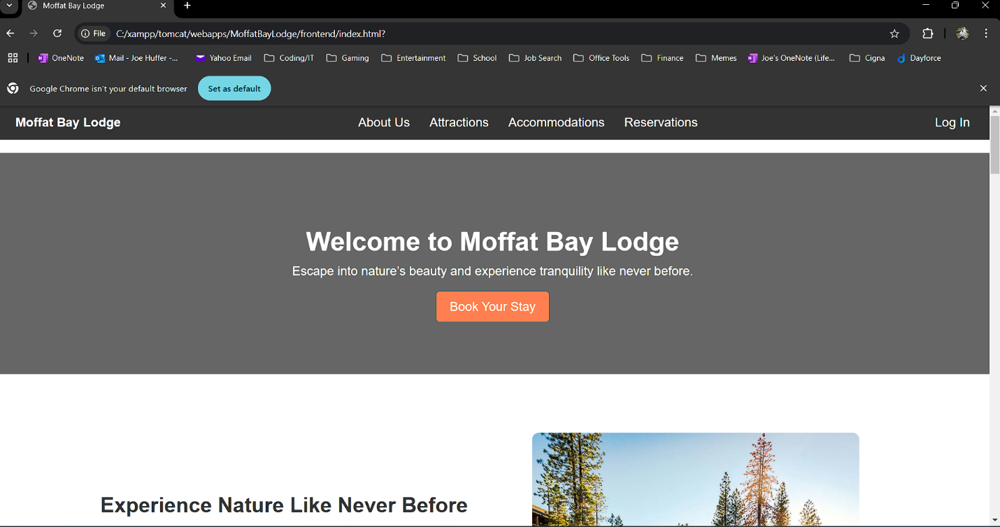 Moffat Bay Lodge
File C:/xampp/tomcat/webapps/MoffatBayLodge/frontend/index.html?
OneNote Mail - Joe Huffer -... Yahoo Email Coding/IT Gaming Entertainment School Job Search Office Tools Finance Memes Joe's OneNote (Life... Cigna Dayforce
Google Chrome isn't your default browser Set as default
Moffat Bay Lodge About Us Attractions Accommodations Reservations Log In
Welcome to Moffat Bay Lodge
Escape into nature’s beauty and experience tranquility like never before.
Book Your Stay
Experience Nature Like Never Before